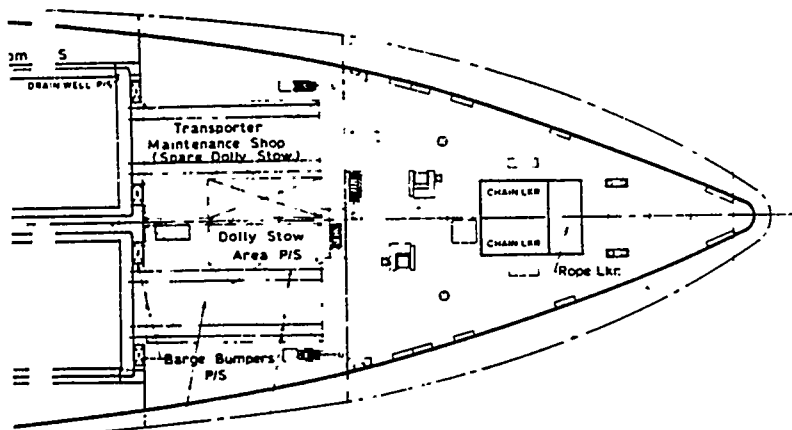 S
DRAIN WELL P/S
Transporter
Maintenance Shop
(Spare Dolly Stow)
CHAIN LKR
CHAIN LKR
Dolly Stow
Area P/S
Rope Lkr.
Barge Bumpers
P/S